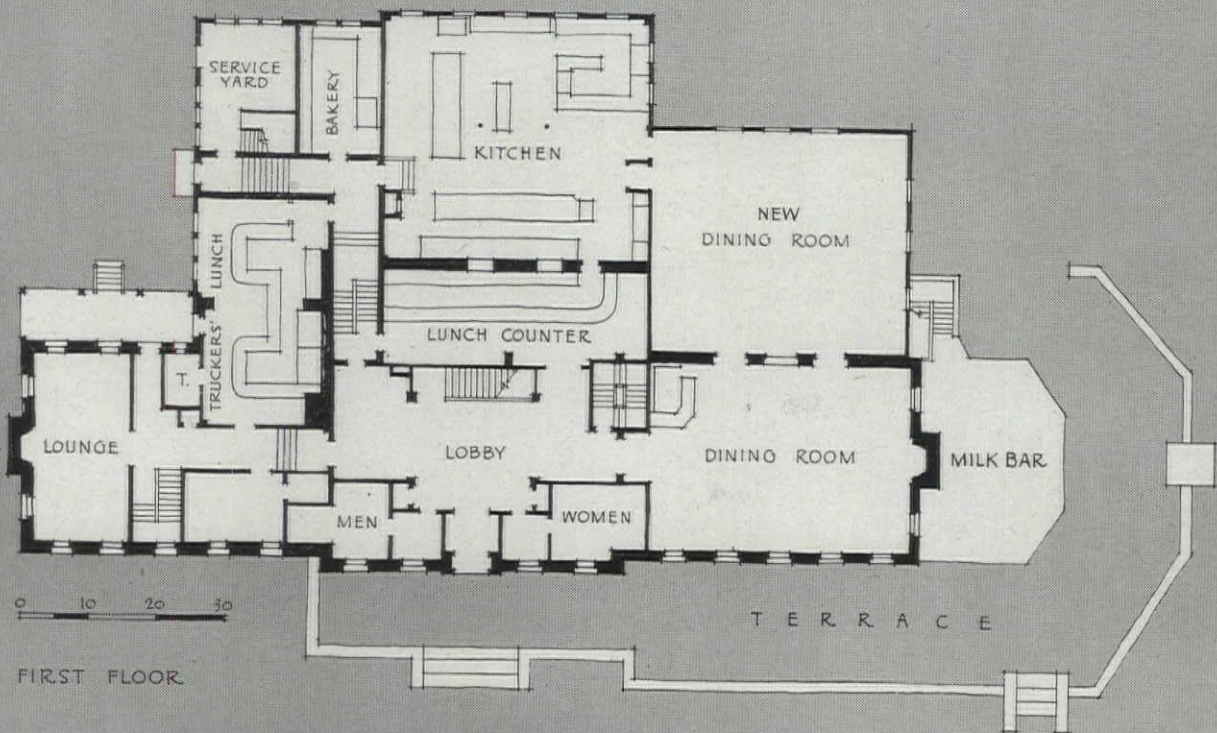 SERVICE
YARD
BAKERY
KITCHEN
NEW
DINING ROOM
TRUCKERS' LUNCH
LUNCH COUNTER
T.
LOUNGE
LOBBY
DINING ROOM
MILK BAR
MEN
WOMEN
0 10 20 30
TERRACE
FIRST FLOOR